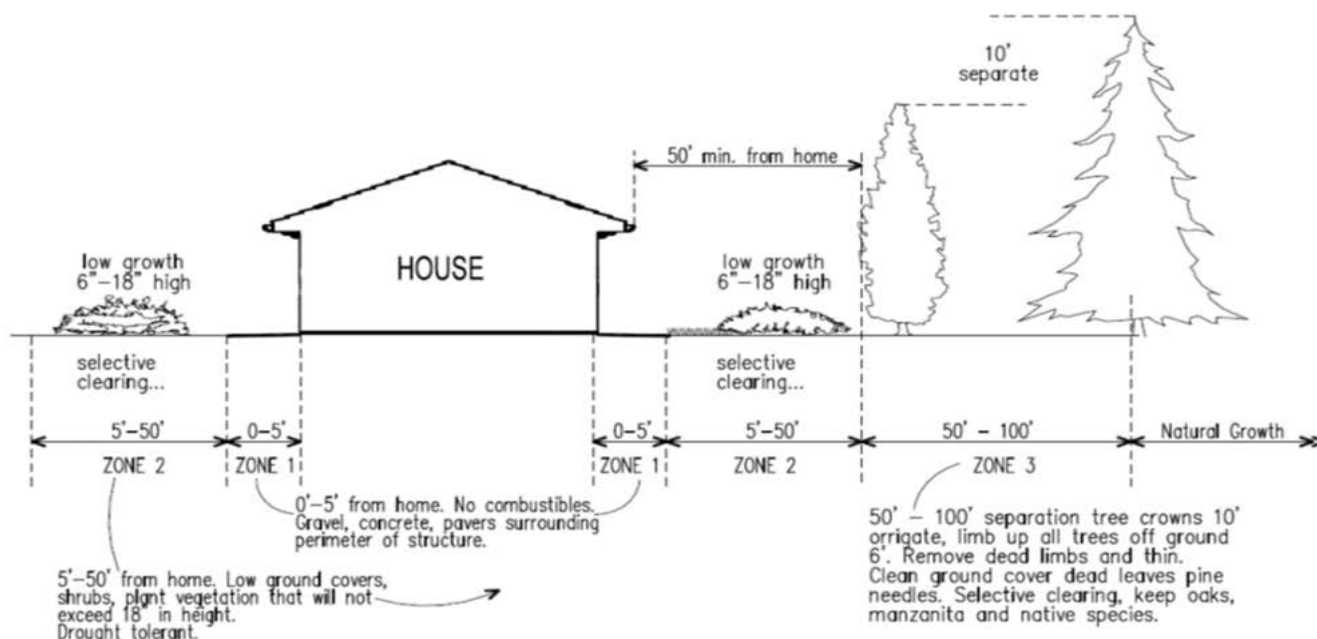 10'
separate
50' min. from home
low growth
6"-18" high
HOUSE
low growth
6"-18" high
selective
clearing...
selective
clearing...
5'-50'
0-5'
0-5'
5'-50'
50' - 100'
Natural Growth
ZONE 2
ZONE 1
ZONE 1
ZONE 2
ZONE 3
0'-5' from home. No combustibles.
Gravel, concrete, pavers surrounding
perimeter of structure.
50' - 100' separation tree crowns 10'
orrigate, limb up all trees off ground
6'. Remove dead limbs and thin.
Clean ground cover dead leaves pine
needles. Selective clearing, keep oaks,
manzanita and native species.
5'-50' from home. Low ground covers,
shrubs, plant vegetation that will not
exceed 18" in height.
Drought tolerant.